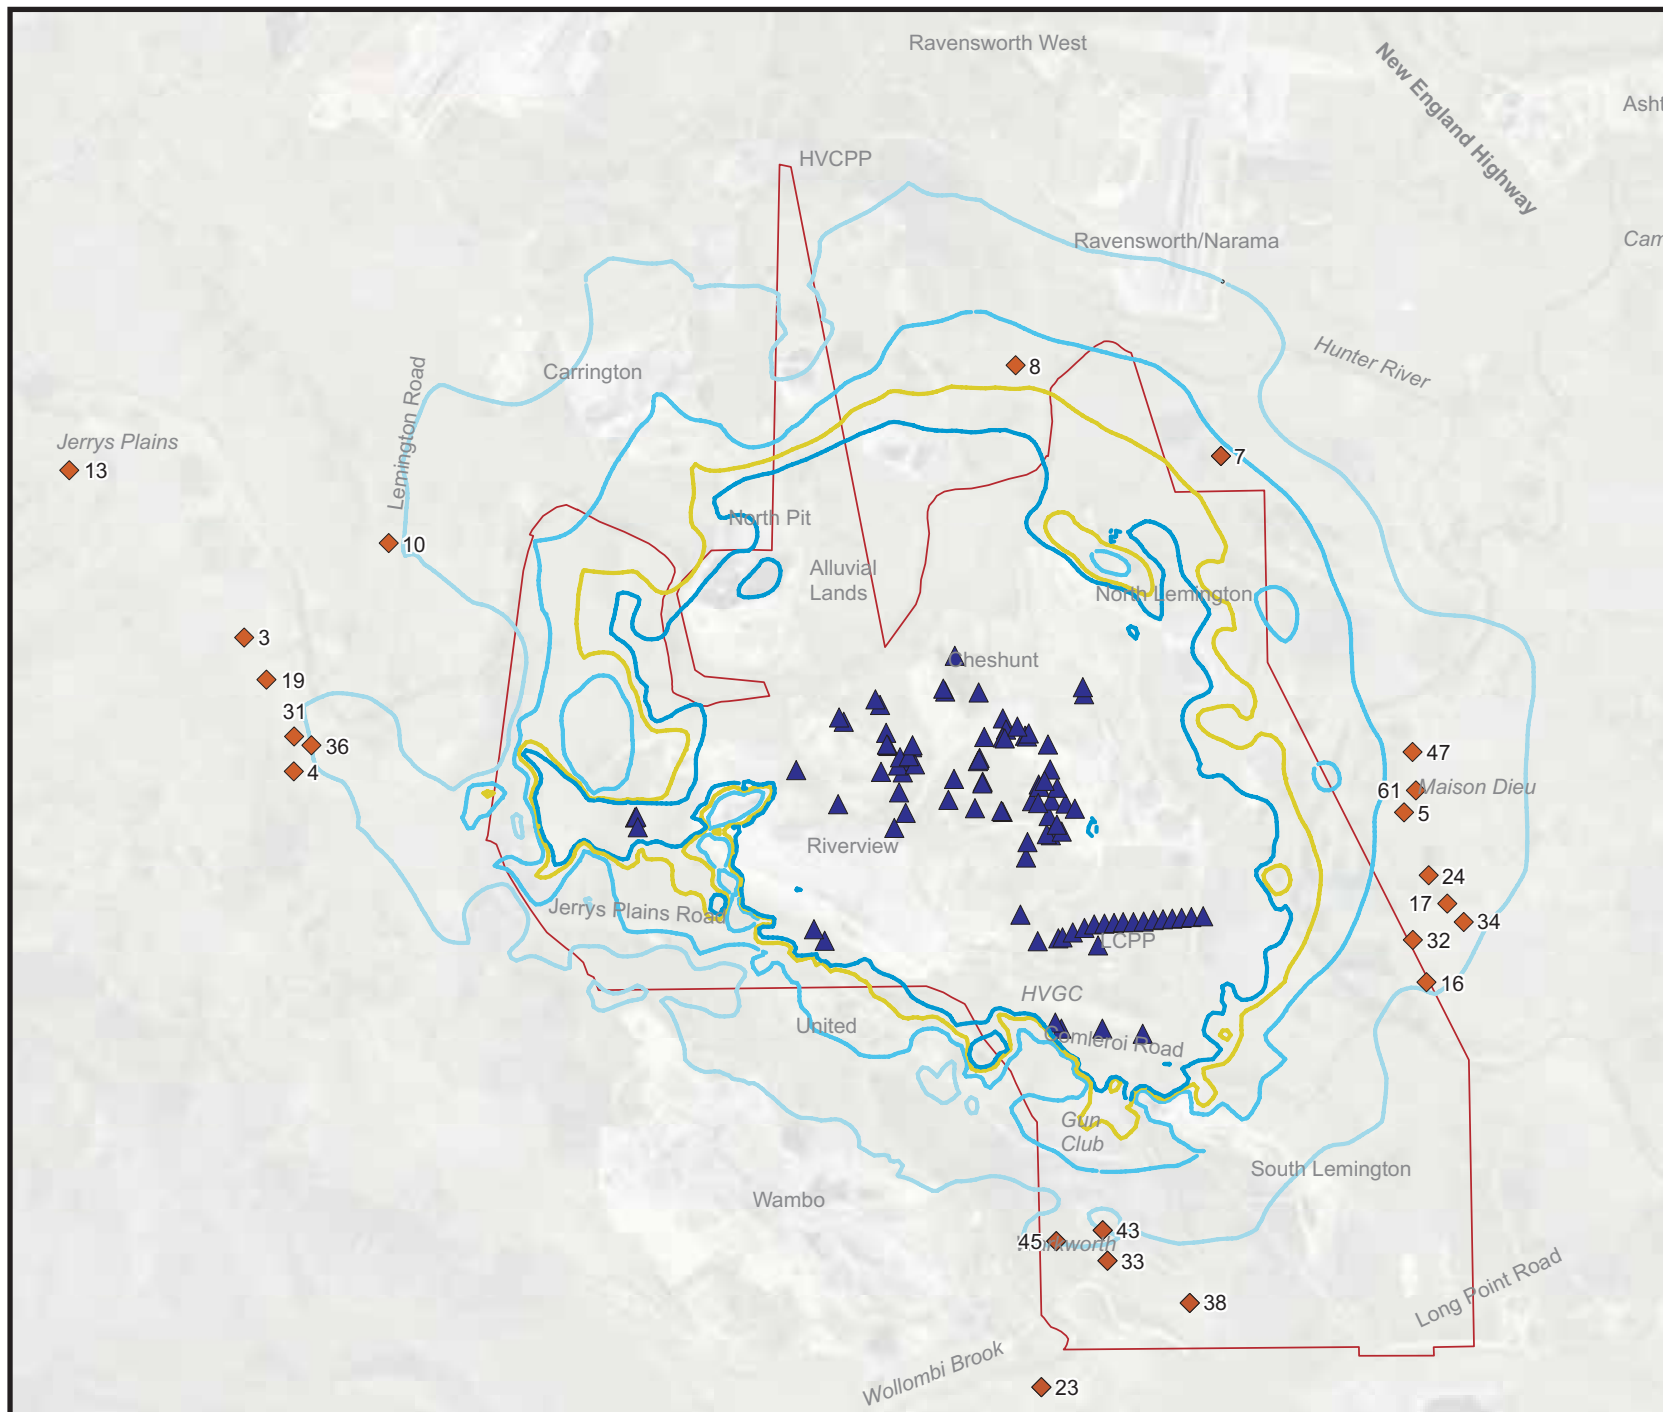 Ravensworth West
New England Highway
Asht
HVCPP
Ravensworth/Narama
Cam
Hunter River
8
Carrington
Lemington Road
Jerrys Plains
13
7
North Pit
10
Alluvial
Lands
North Lemington
3
Cheshunt
19
31
36
4
47
61
Maison Dieu
5
Riverview
24
17
34
Jerrys Plains Road
32
LCPP
16
HVGC
United
Comleroi Road
Gun
Club
South Lemington
Wambo
43
45
Warkworth
33
38
Long Point Road
Wollombi Brook
23